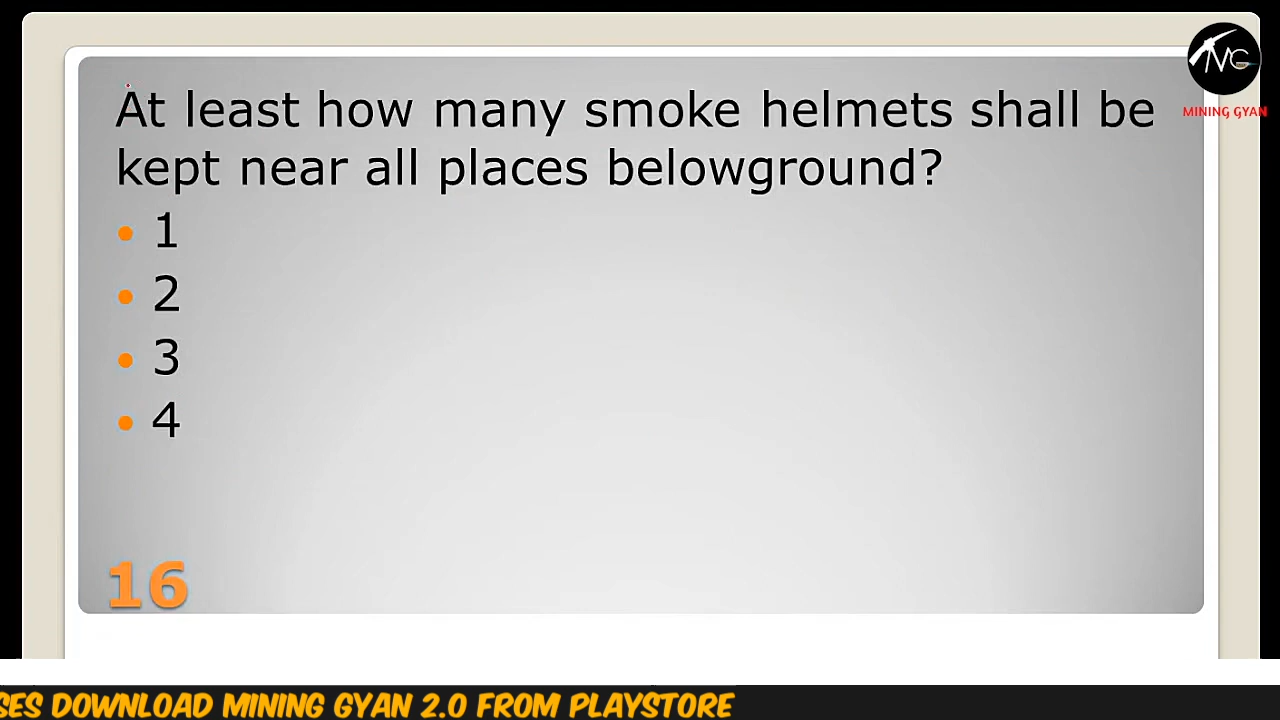 At least how many smoke helmets shall be
kept near all places belowground?
• 1
• 2
• 3
• 4
16
MG
MINING GYAN
SES DOWNLOAD MINING GYAN 2.0 FROM PLAYSTORE